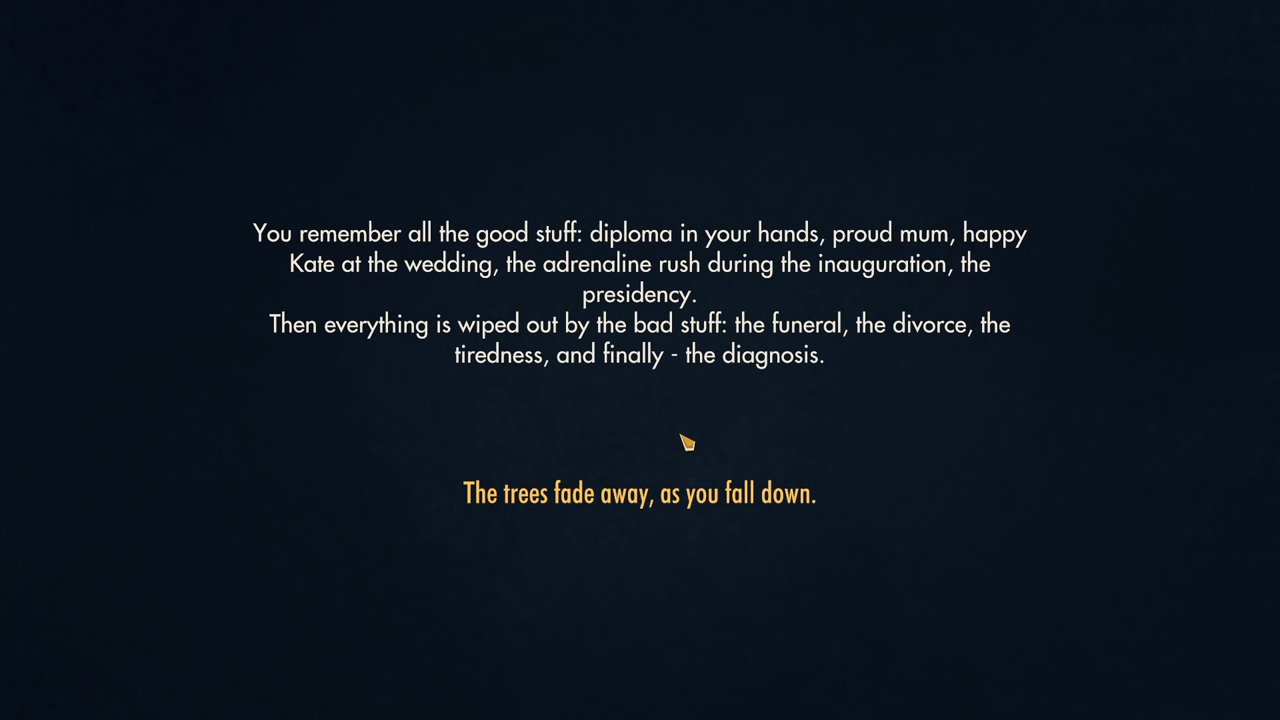 You remember all the good stuff: diploma in your hands, proud mum, happy
Kate at the wedding, the adrenaline rush during the inauguration, the
presidency.
Then everything is wiped out by the bad stuff: the funeral, the divorce, the
tiredness, and finally - the diagnosis.
The trees fade away, as you fall down.